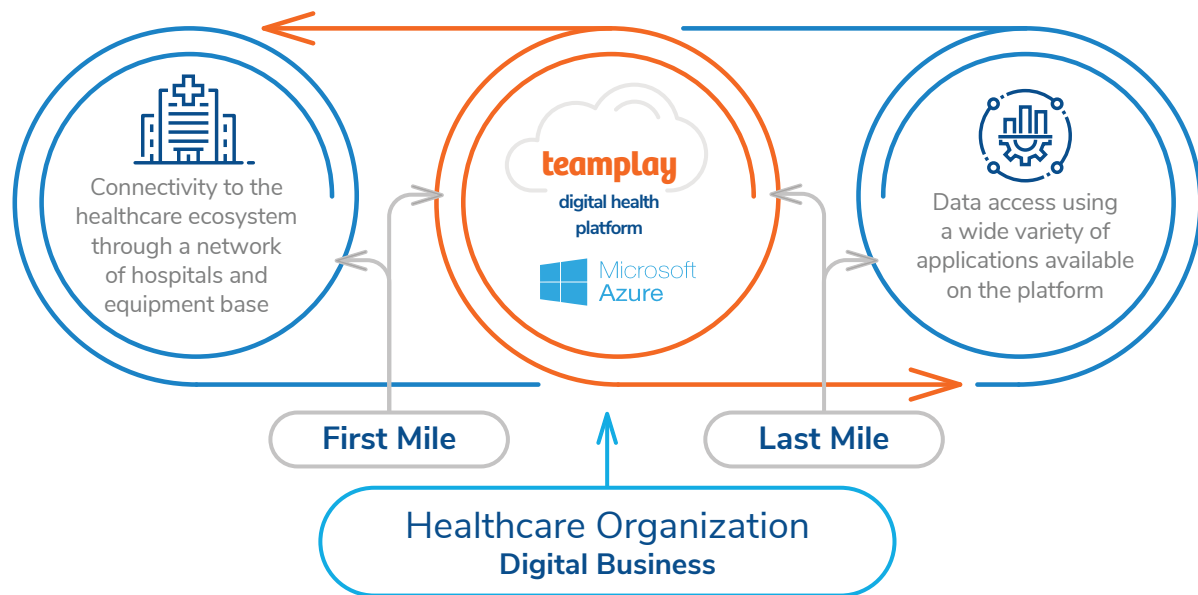 Connectivity to the
healthcare ecosystem
through a network
of hospitals and
equipment base
teamplay
digital health
platform
Microsoft
Azure
Data access using
a wide variety of
applications available
on the platform
First Mile
Last Mile
Healthcare Organization
Digital Business